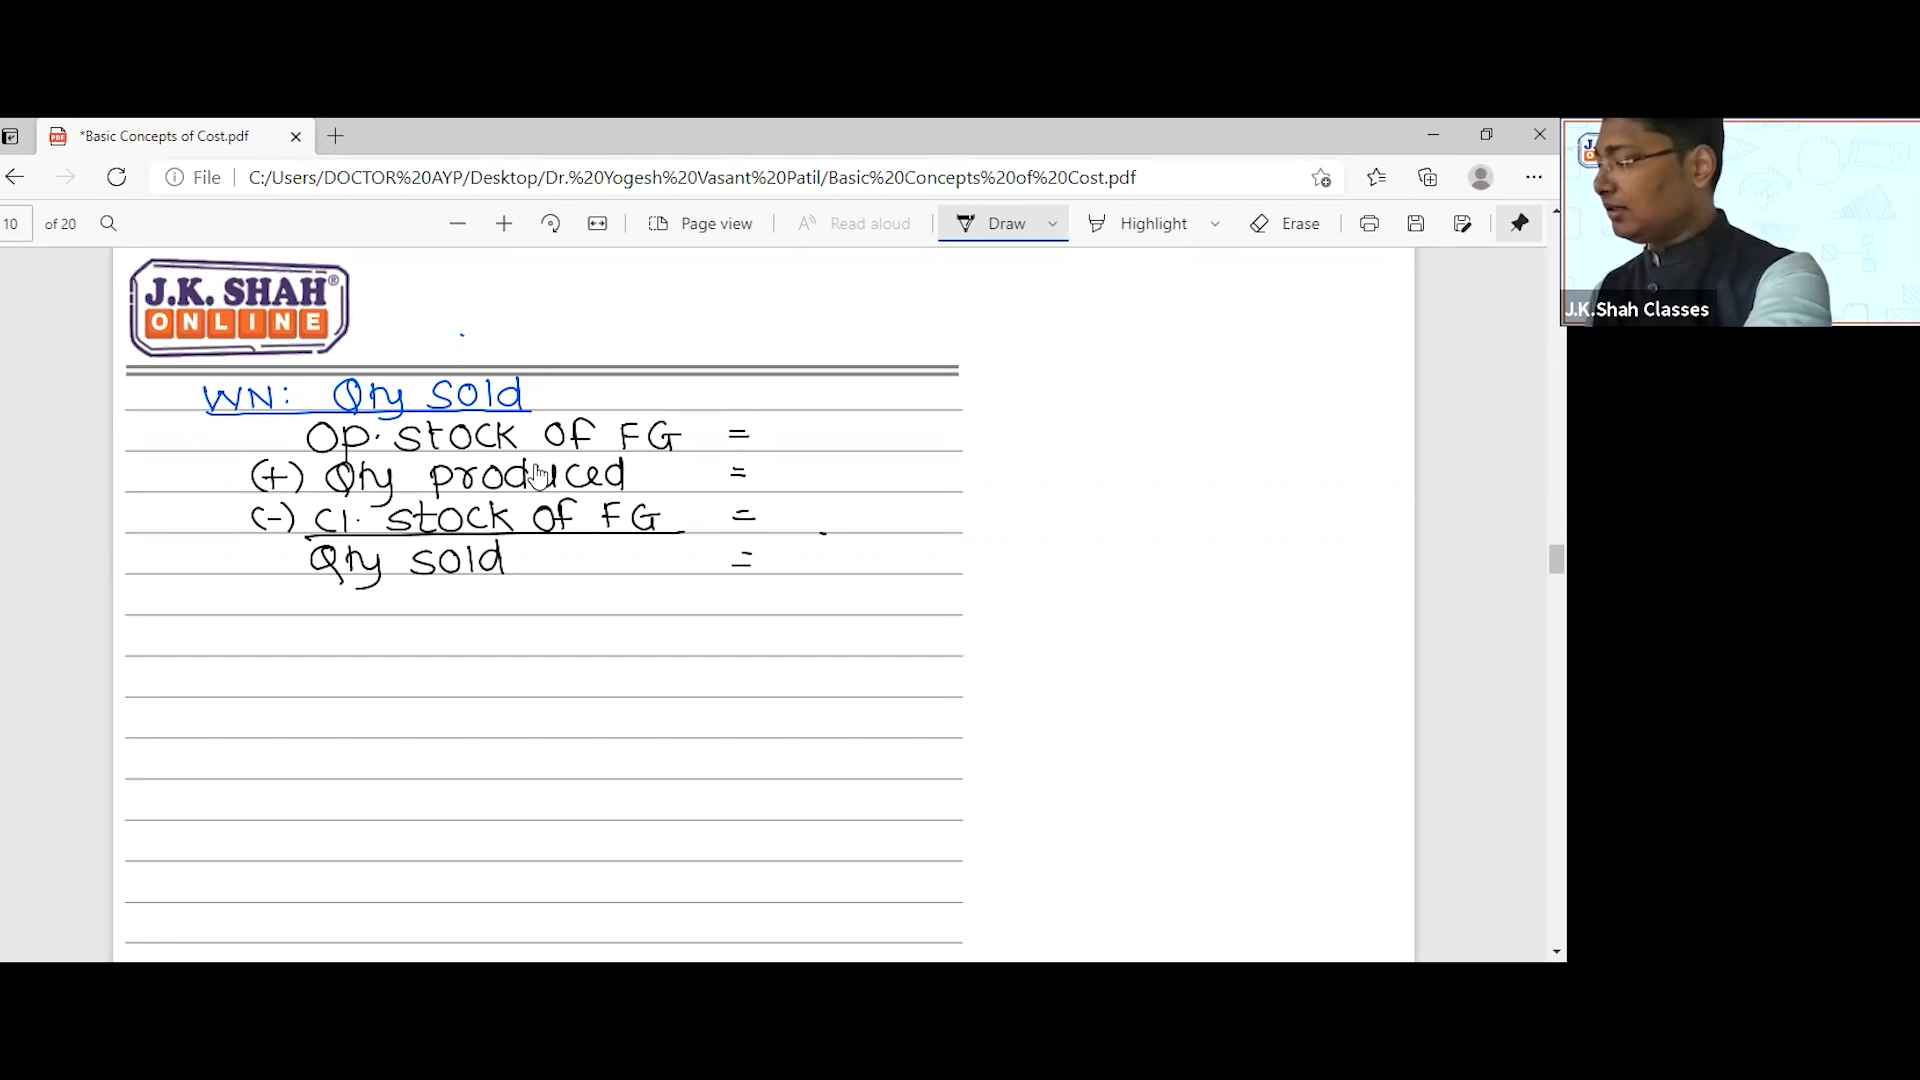 *Basic Concepts of Cost.pdf
File C:/Users/DOCTOR%20AYP/Desktop/Dr.%20Yogesh%20Vasant%20Patil/Basic%20Concepts%20of%20Cost.pdf
10 of 20 Page view Read aloud Draw Highlight Erase
J.K. SHAH®
ONLINE
J.K.Shah Classes
WN: Qty sold
Op. stock of FG =
(+) Qty produced =
(-) Cl. stock of FG =
Qty sold =